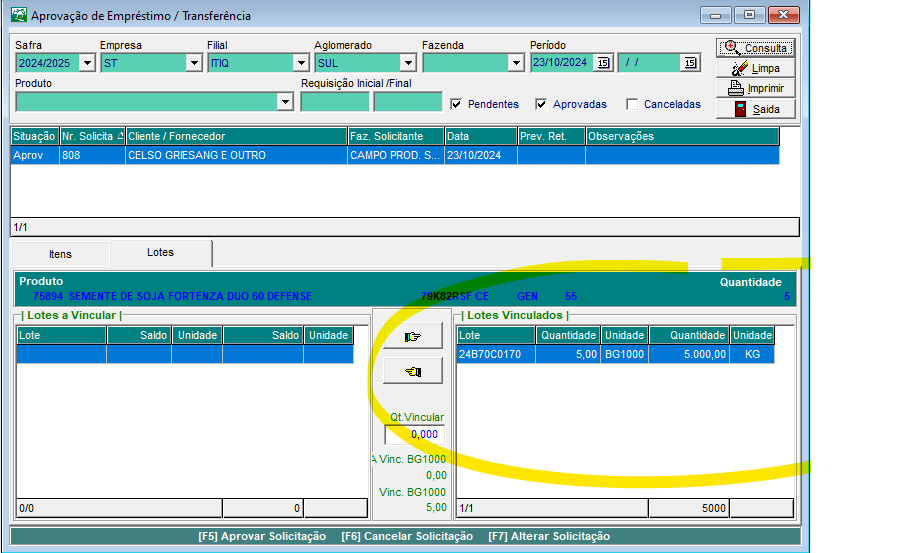 Aprovação de Empréstimo / Transferência
Safra Empresa Filial Aglomerado Fazenda Período
2024/2025 ST ITIQ SUL 23/10/2024 15 / / 15
Consulta
Limpa
Imprimir
Saida
Produto Requisição Inicial /Final
Pendentes Aprovadas Canceladas
Situação Nr. Solicita Cliente / Fornecedor Faz. Solicitante Data Prev. Ret. Observações
Aprov 808 CELSO GRIESANG E OUTRO CAMPO PROD. S... 23/10/2024
1/1
Itens Lotes
Produto Quantidade
75894 SEMENTE DE SOJA FORTENZA DUO 60 DEFENSE 79K82RSF CE GEN 55 5
| Lotes a Vincular |
Lote Saldo Unidade Saldo Unidade
0/0 0
Qt.Vincular
0,000
A Vinc. BG1000
0,00
Vinc. BG1000
5,00
| Lotes Vinculados |
Lote Quantidade Unidade Quantidade Unidade
24B70C0170 5,00 BG1000 5.000,00 KG
1/1 5000
[F5] Aprovar Solicitação [F6] Cancelar Solicitação [F7] Alterar Solicitação